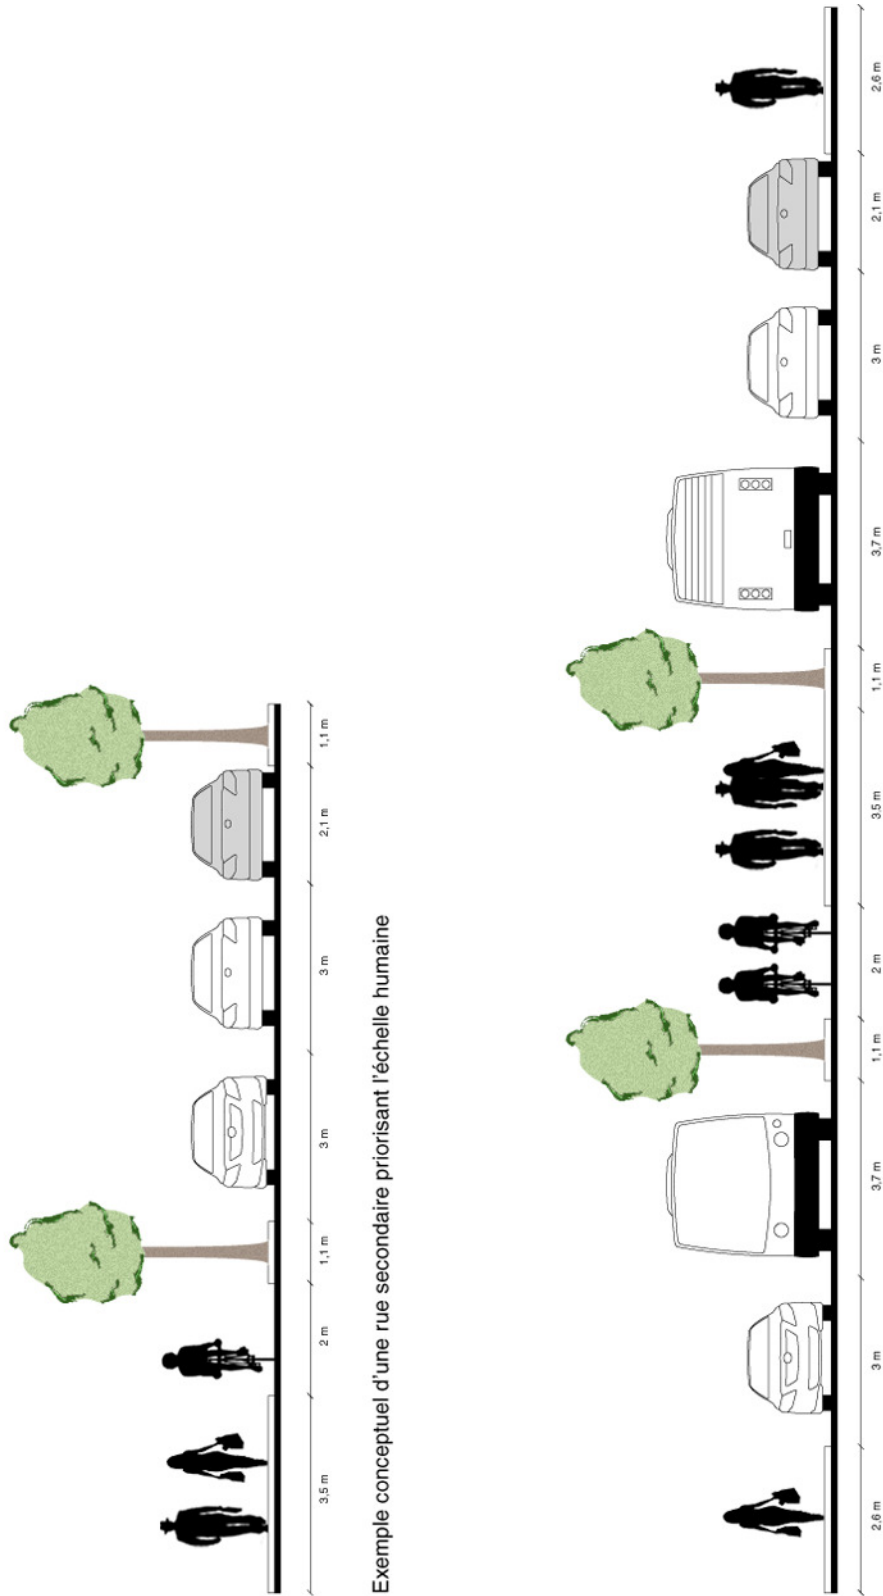 3,5 m
2 m
1,1 m
3 m
3 m
2,1 m
1,1 m
Exemple conceptuel d'une rue secondaire priorisant l'échelle humaine
2,6 m
3 m
3,7 m
1,1 m
2 m
3,5 m
1,1 m
3,7 m
3 m
2,1 m
2,6 m